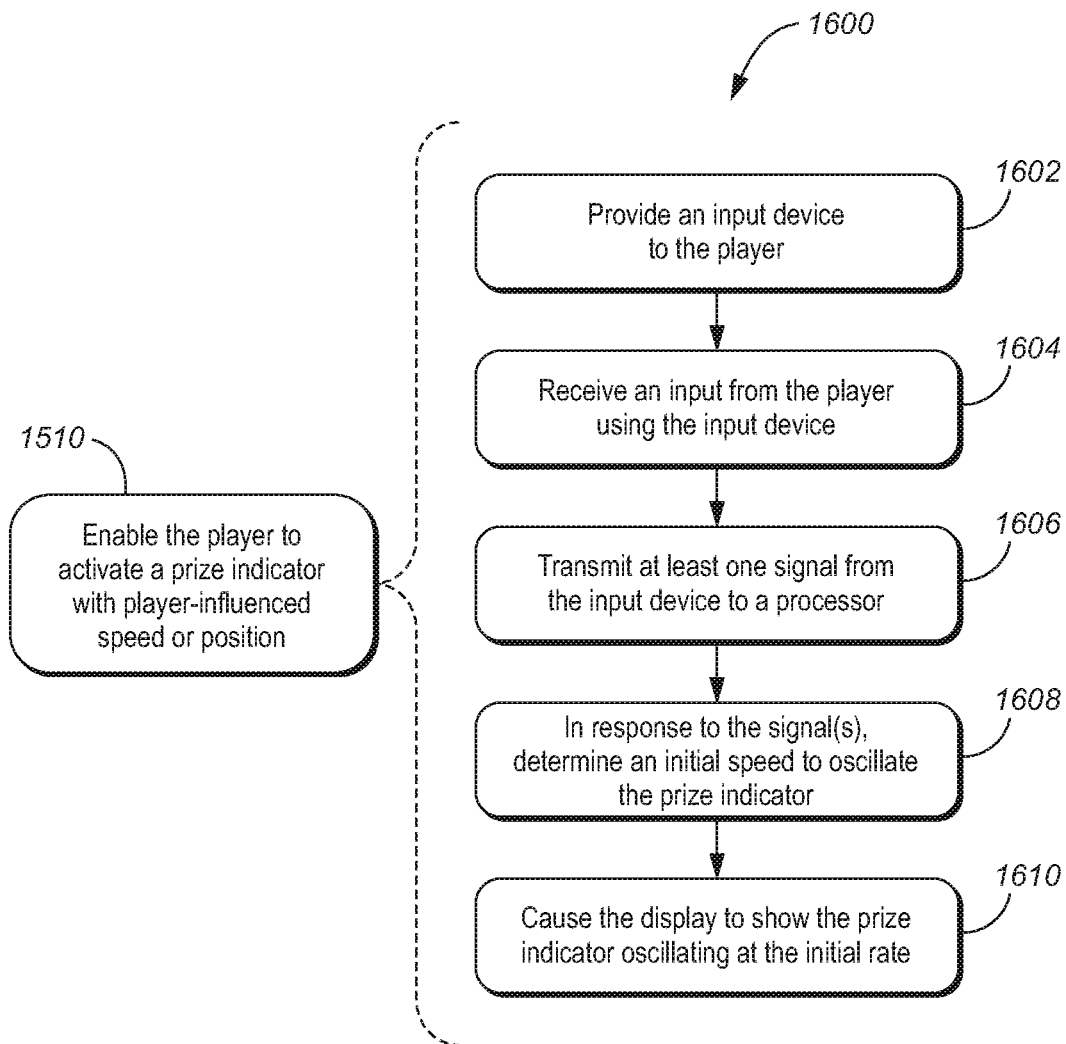 1600
1602
Provide an input device
to the player
1604
Receive an input from the player
using the input device
1510
Enable the player to
activate a prize indicator
with player-influenced
speed or position
1606
Transmit at least one signal from
the input device to a processor
1608
In response to the signal(s),
determine an initial speed to oscillate
the prize indicator
1610
Cause the display to show the prize
indicator oscillating at the initial rate